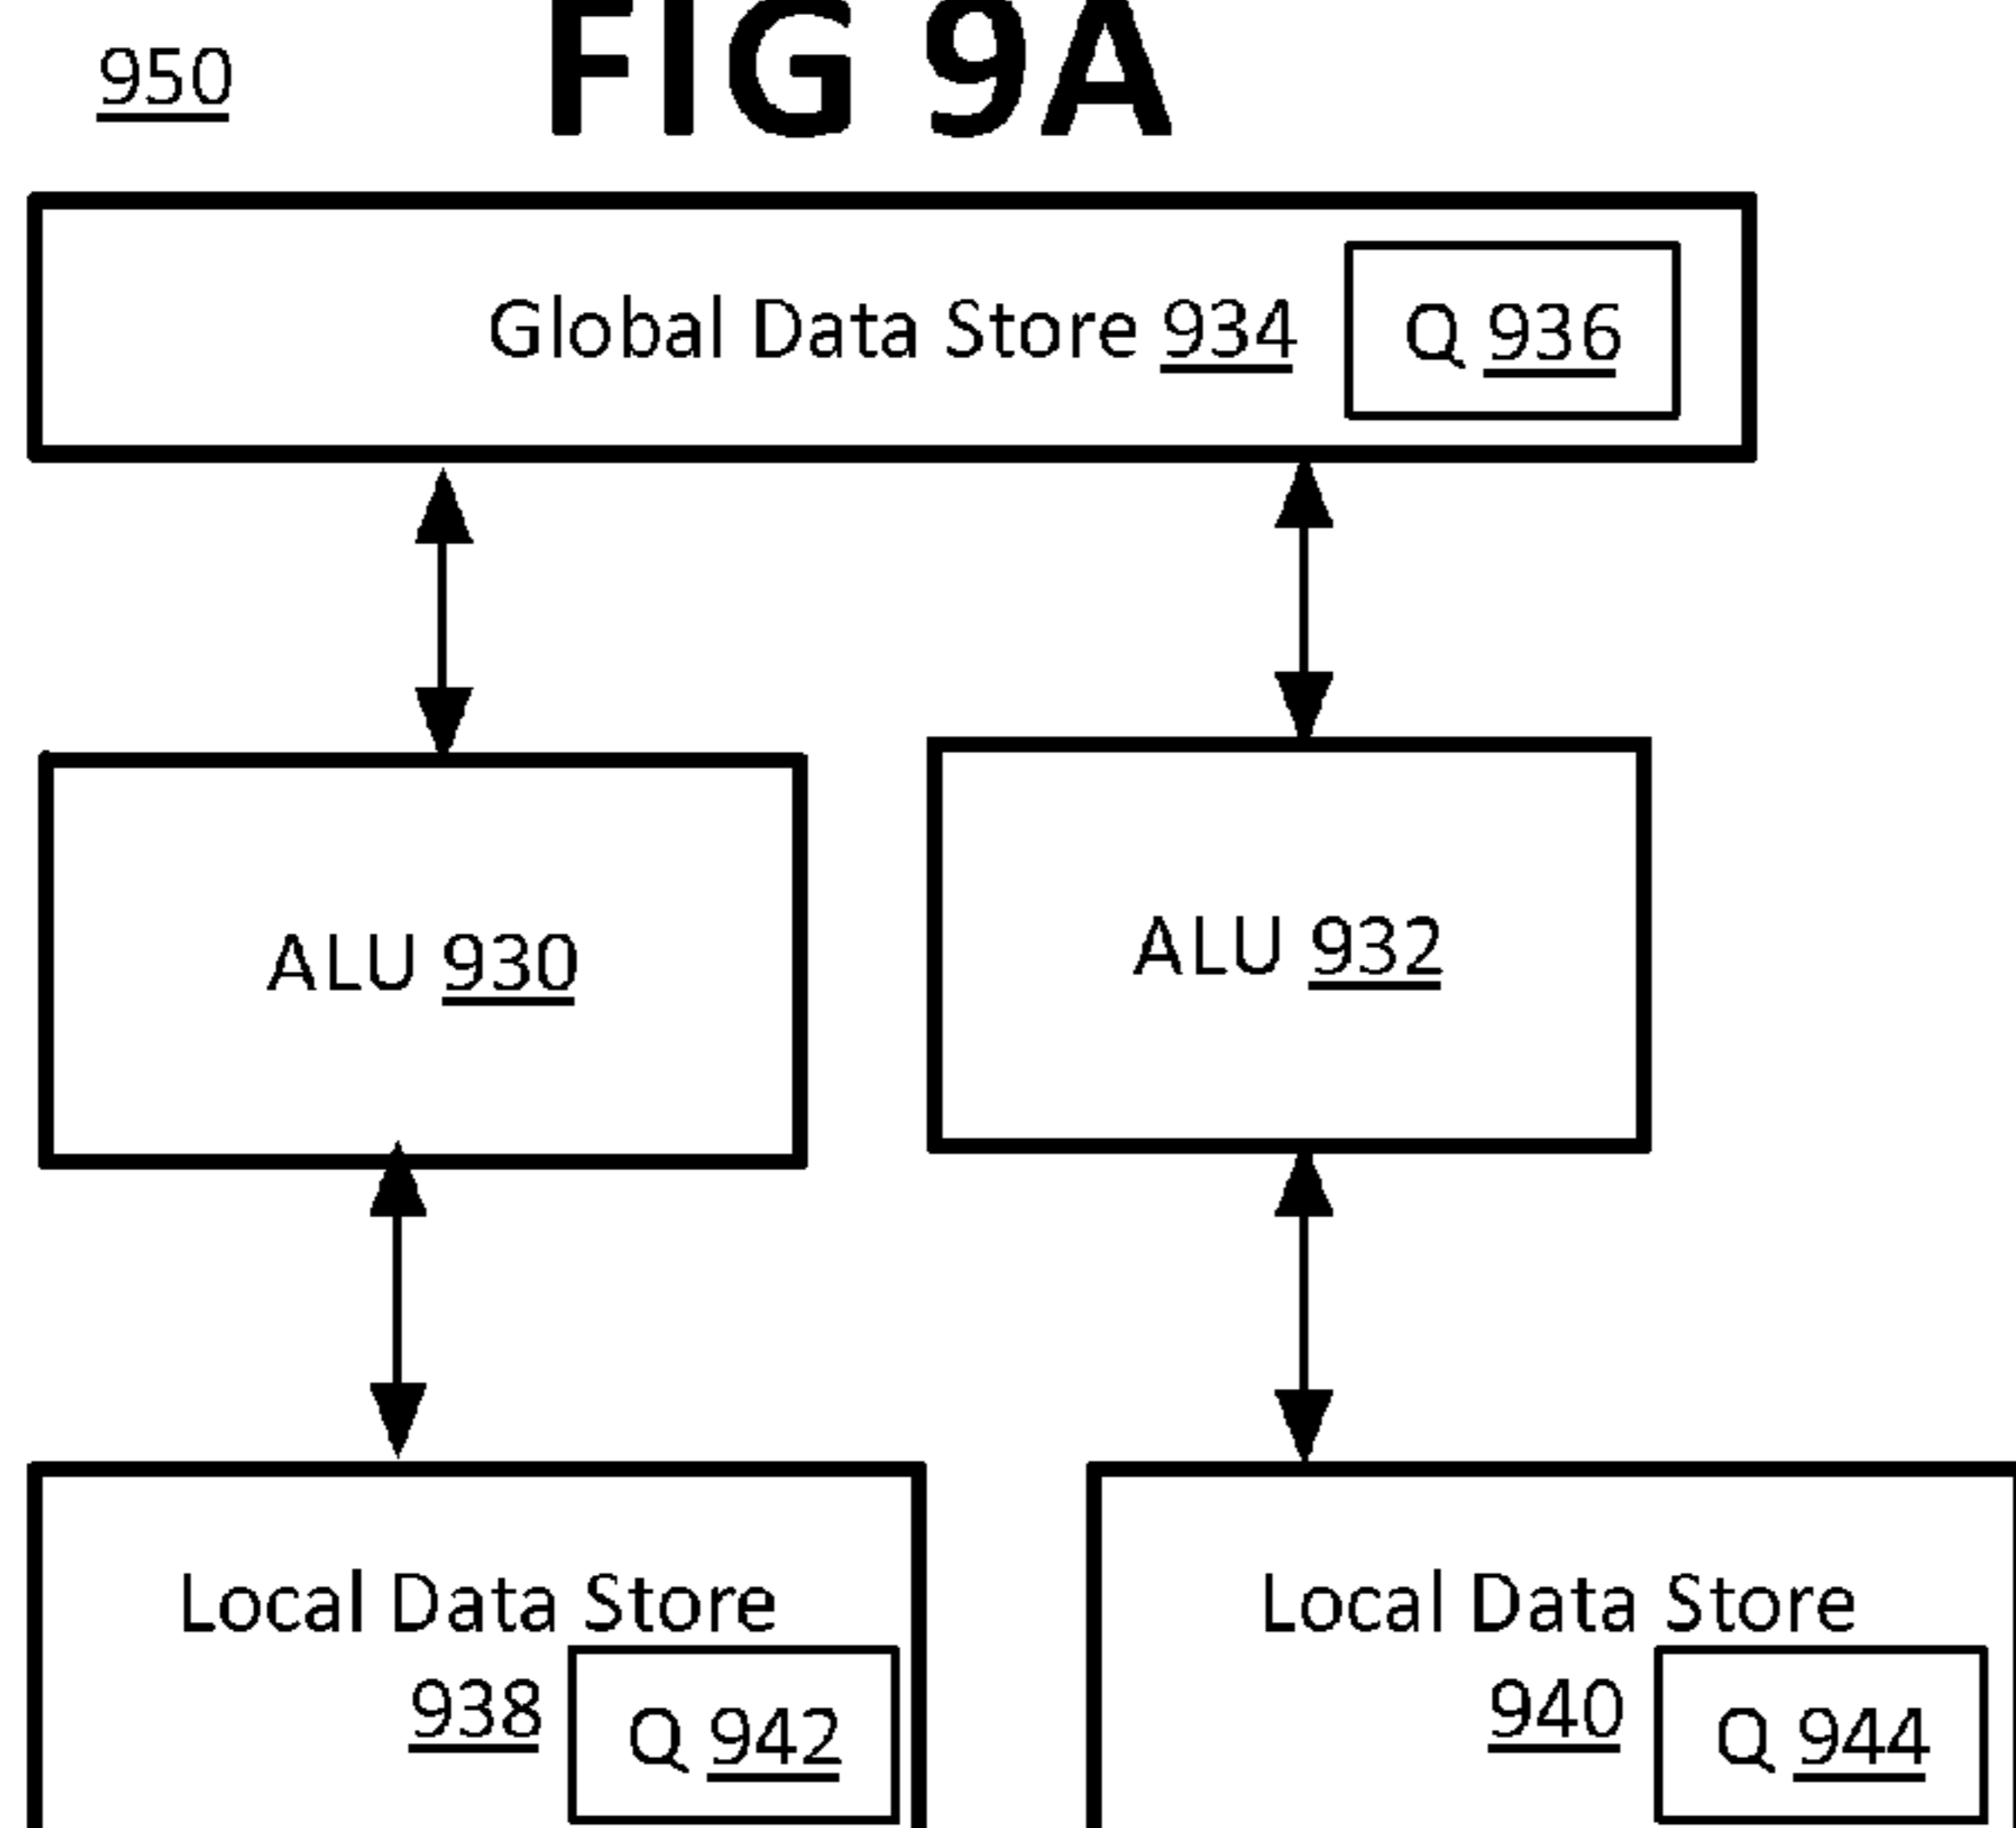 FIG 9A
950
Global Data Store 934
Q 936
ALU 930
ALU 932
Local Data Store
938
Q 942
Local Data Store
940
Q 944